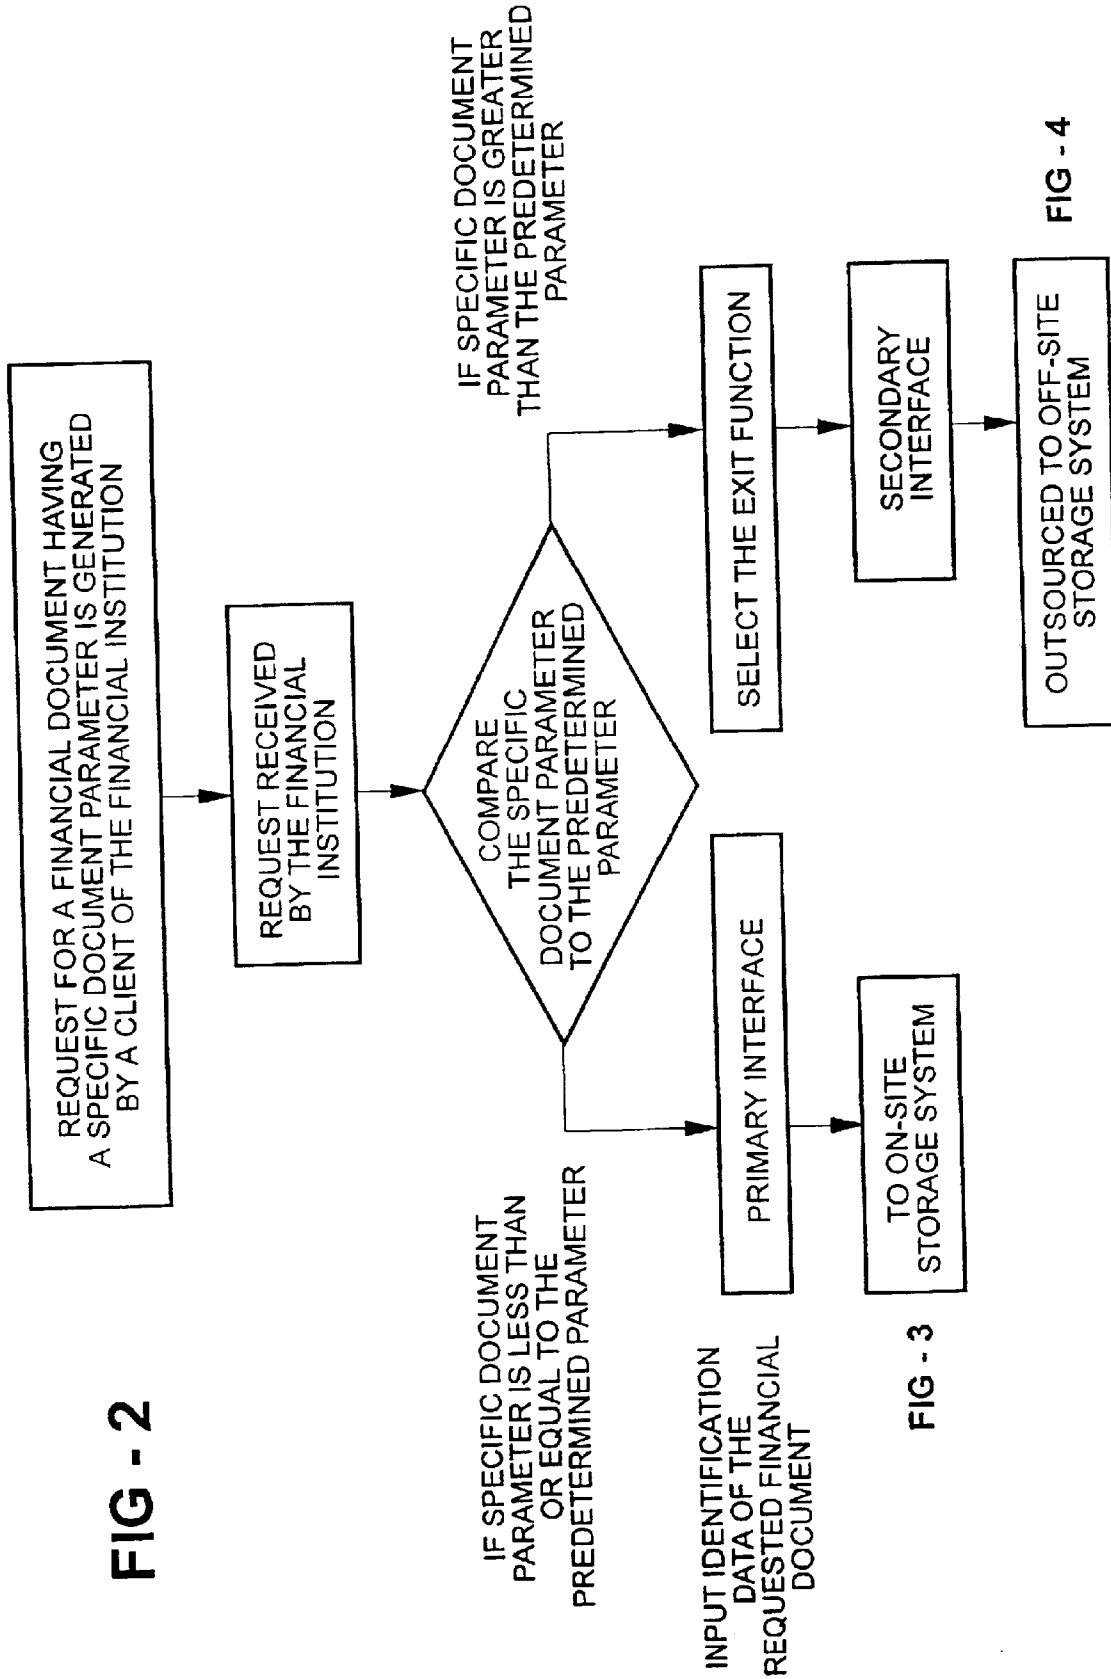 FIG - 2
REQUEST FOR A FINANCIAL DOCUMENT HAVING
A SPECIFIC DOCUMENT PARAMETER IS GENERATED
BY A CLIENT OF THE FINANCIAL INSTITUTION
REQUEST RECEIVED
BY THE FINANCIAL
INSTITUTION
COMPARE
THE SPECIFIC
DOCUMENT PARAMETER
TO THE PREDETERMINED
PARAMETER
IF SPECIFIC DOCUMENT
PARAMETER IS LESS THAN
OR EQUAL TO THE
PREDETERMINED PARAMETER
IF SPECIFIC DOCUMENT
PARAMETER IS GREATER
THAN THE PREDETERMINED
PARAMETER
INPUT IDENTIFICATION
DATA OF THE
REQUESTED FINANCIAL
DOCUMENT
PRIMARY INTERFACE
SELECT THE EXIT FUNCTION
TO ON-SITE
STORAGE SYSTEM
FIG - 3
SECONDARY
INTERFACE
OUTSOURCED TO OFF-SITE
STORAGE SYSTEM
FIG - 4